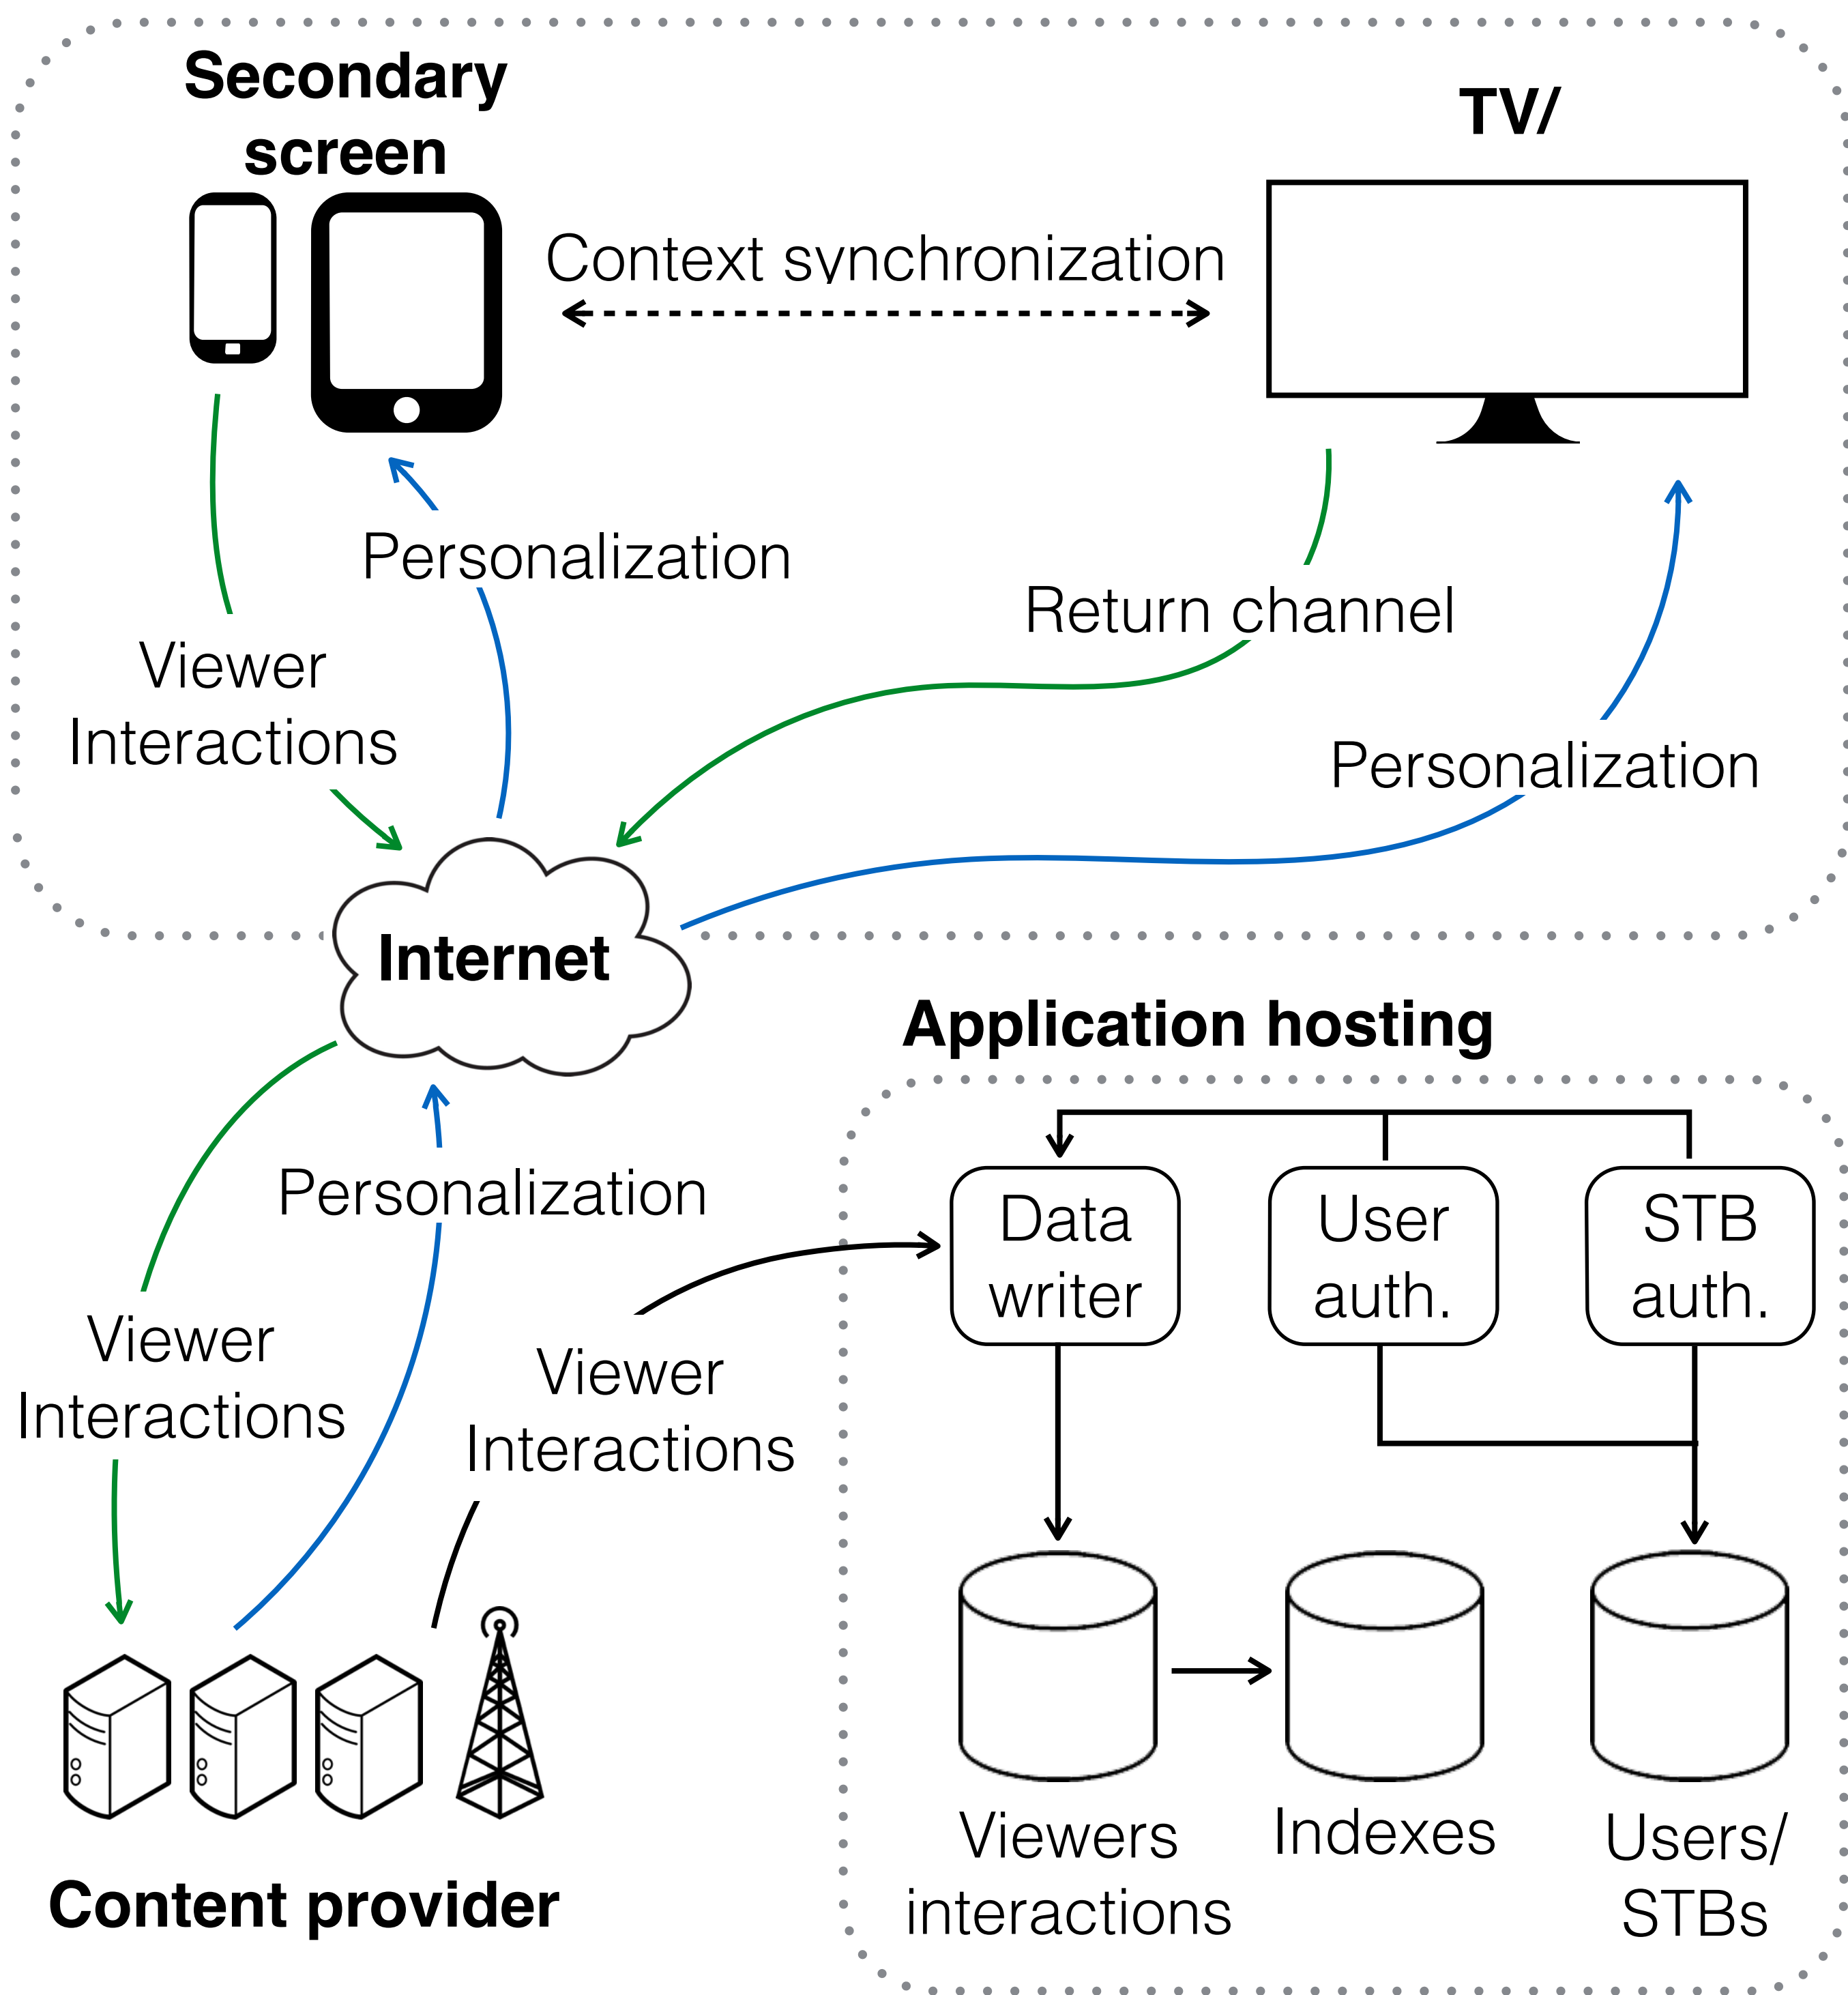 Secondary
screen
TV/
Context synchronization
Personalization
Return channel
Viewer
Interactions
Personalization
Internet
Application hosting
Personalization
Data
writer
User
auth.
STB
auth.
Viewer
Interactions
Viewer
Interactions
Viewers
interactions
Indexes
Users/
STBs
Content provider